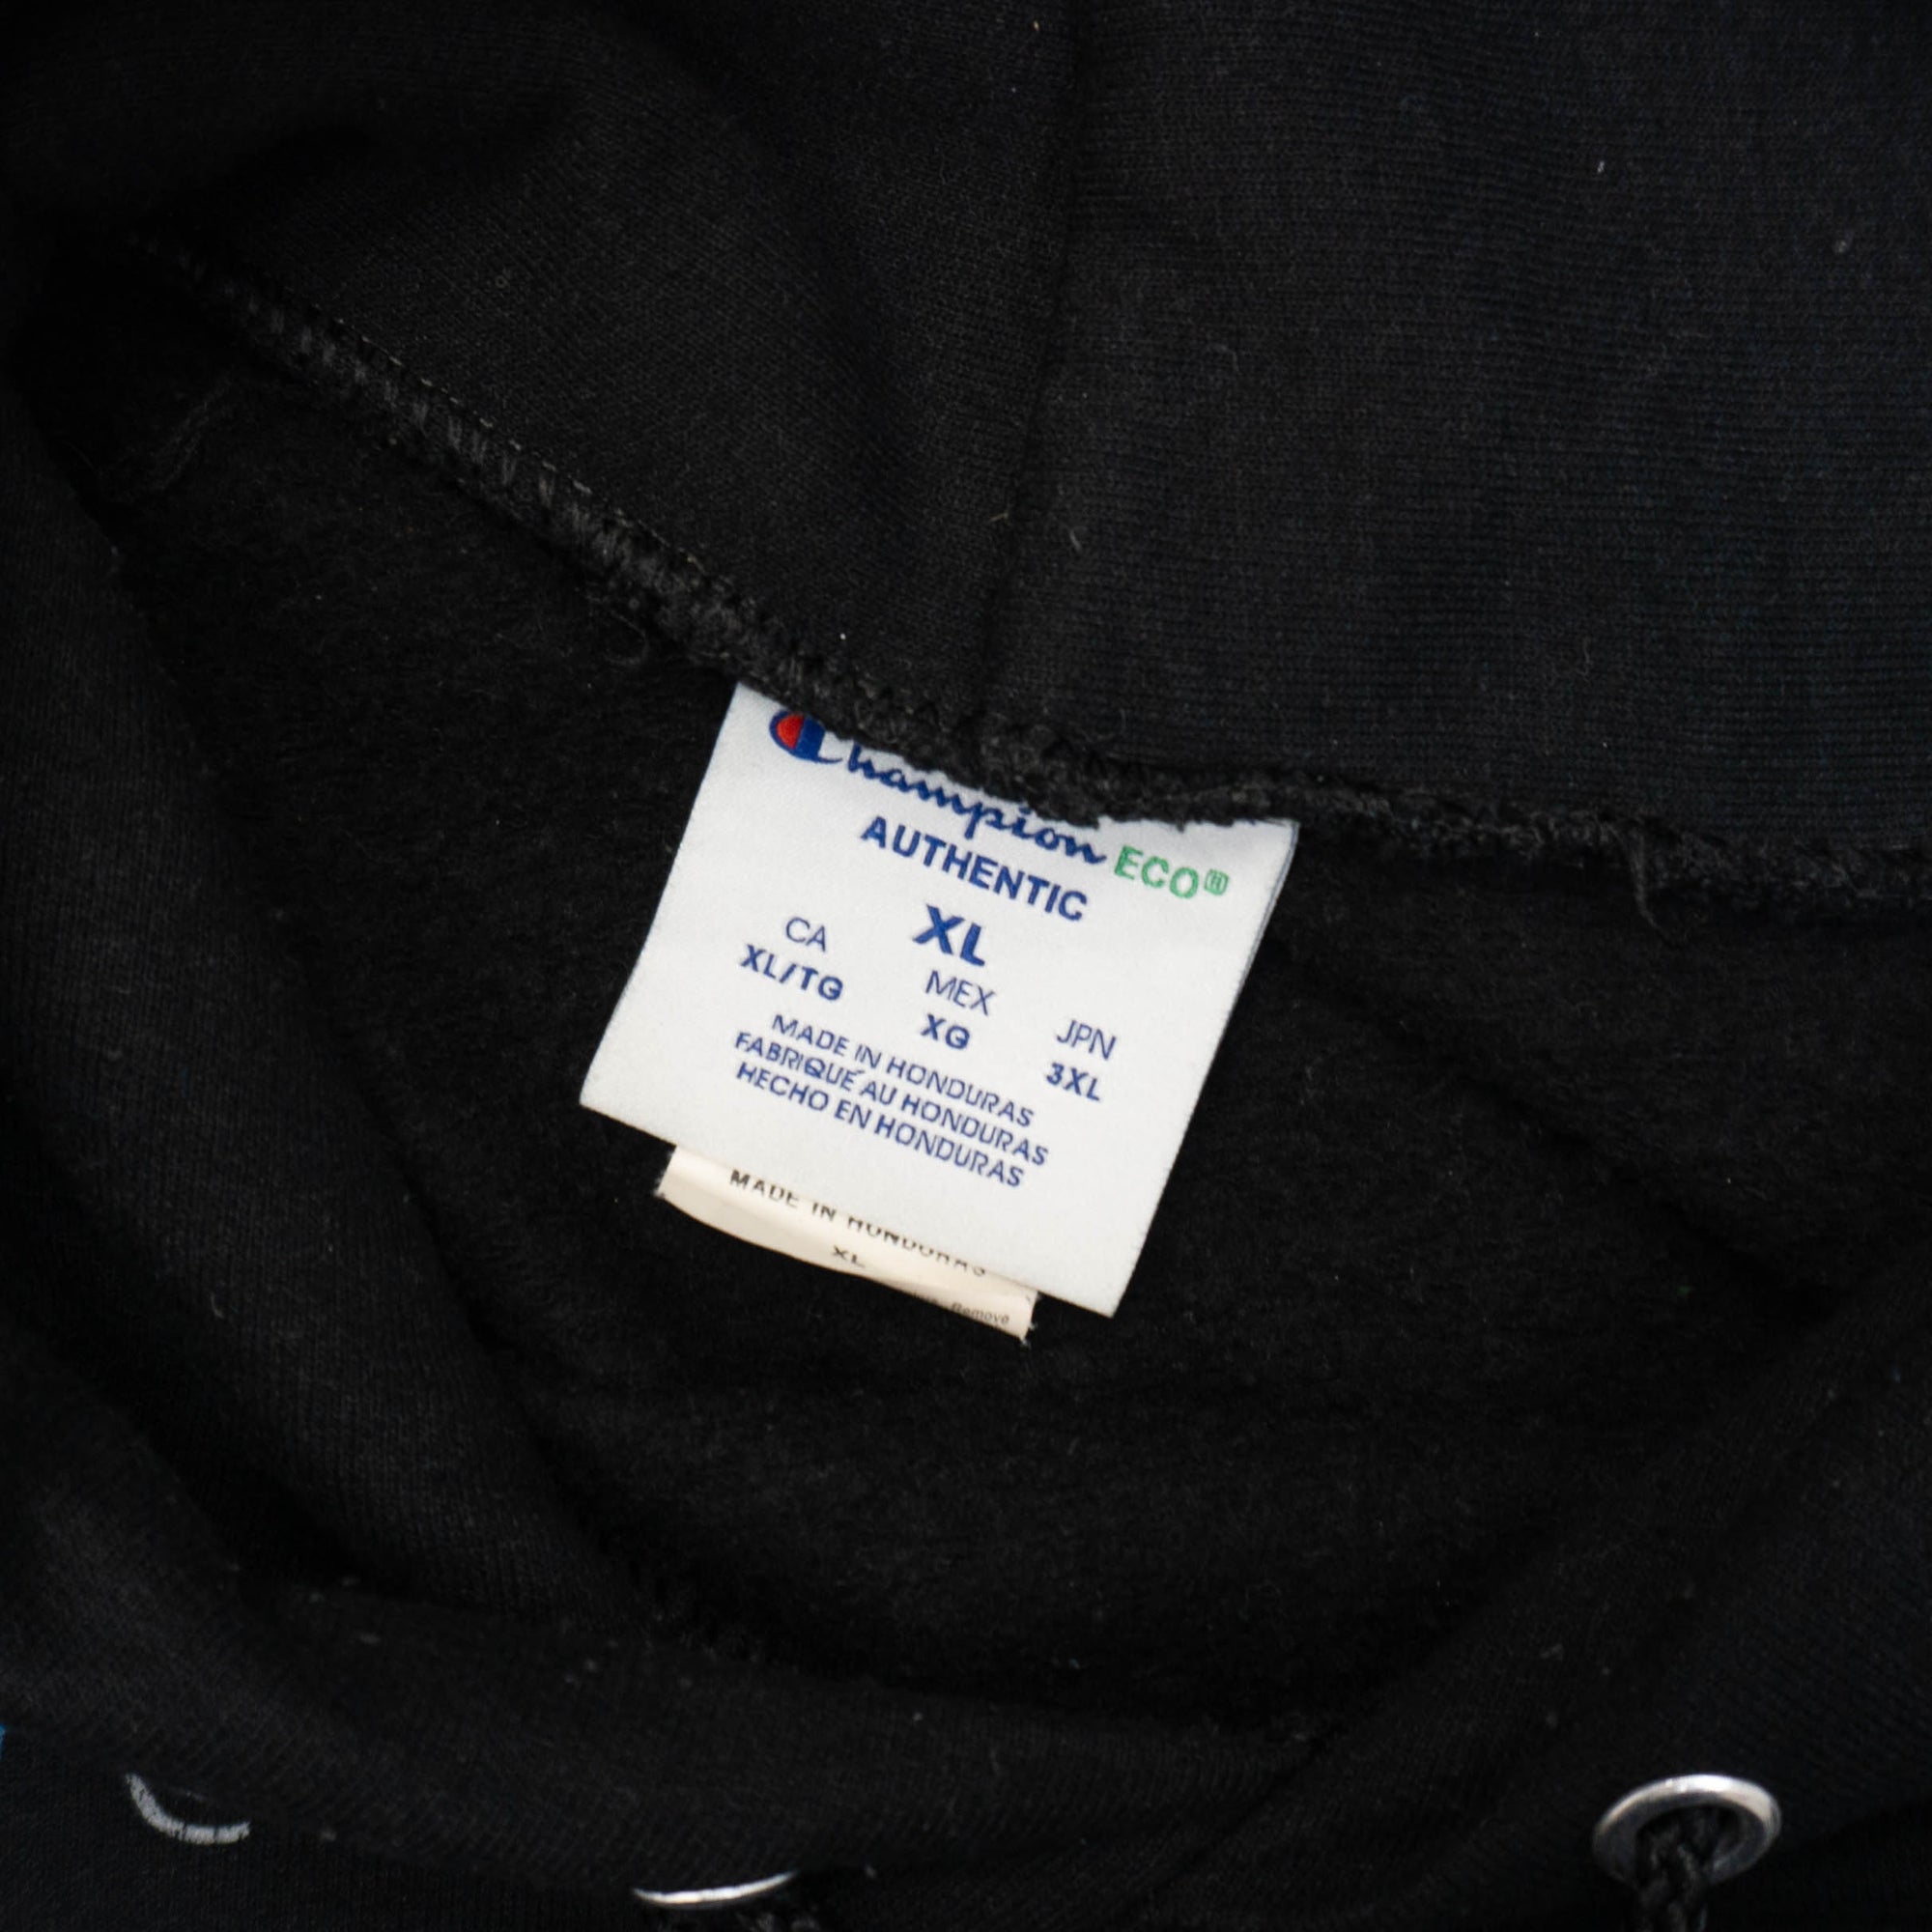 Champion ECO®
AUTHENTIC
XL
CA MEX JPN
XL/TG XG 3XL
MADE IN HONDURAS
FABRIQUÉ AU HONDURAS
HECHO EN HONDURAS
MADE IN HONDURAS
XL
Remove